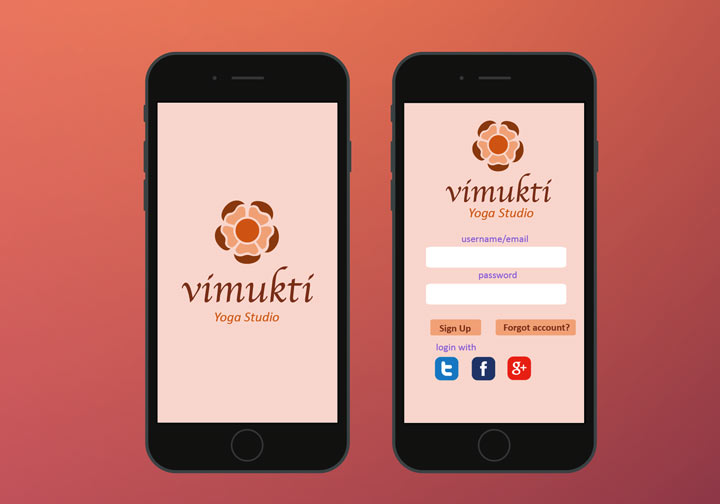 vimukti
Yoga Studio
vimukti
Yoga Studio
username/email
password
Sign Up Forgot account?
login with
t f g+